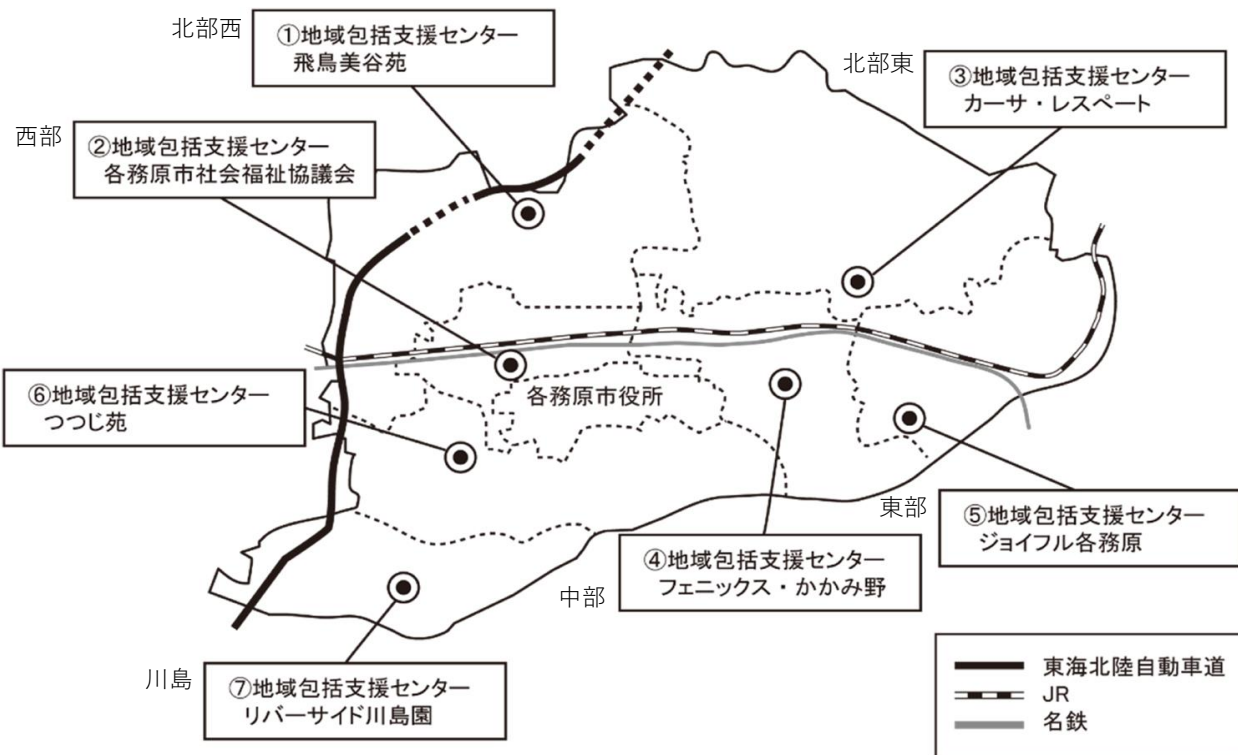 北部西
①地域包括支援センター
飛鳥美谷苑
北部東
③地域包括支援センター
カーサ・レスペート
西部
②地域包括支援センター
各務原市社会福祉協議会
⑥地域包括支援センター
つつじ苑
各務原市役所
東部
⑤地域包括支援センター
ジョイフル各務原
中部
④地域包括支援センター
フェニックス・かかみ野
川島
⑦地域包括支援センター
リバーサイド川島園
東海北陸自動車道
JR
名鉄